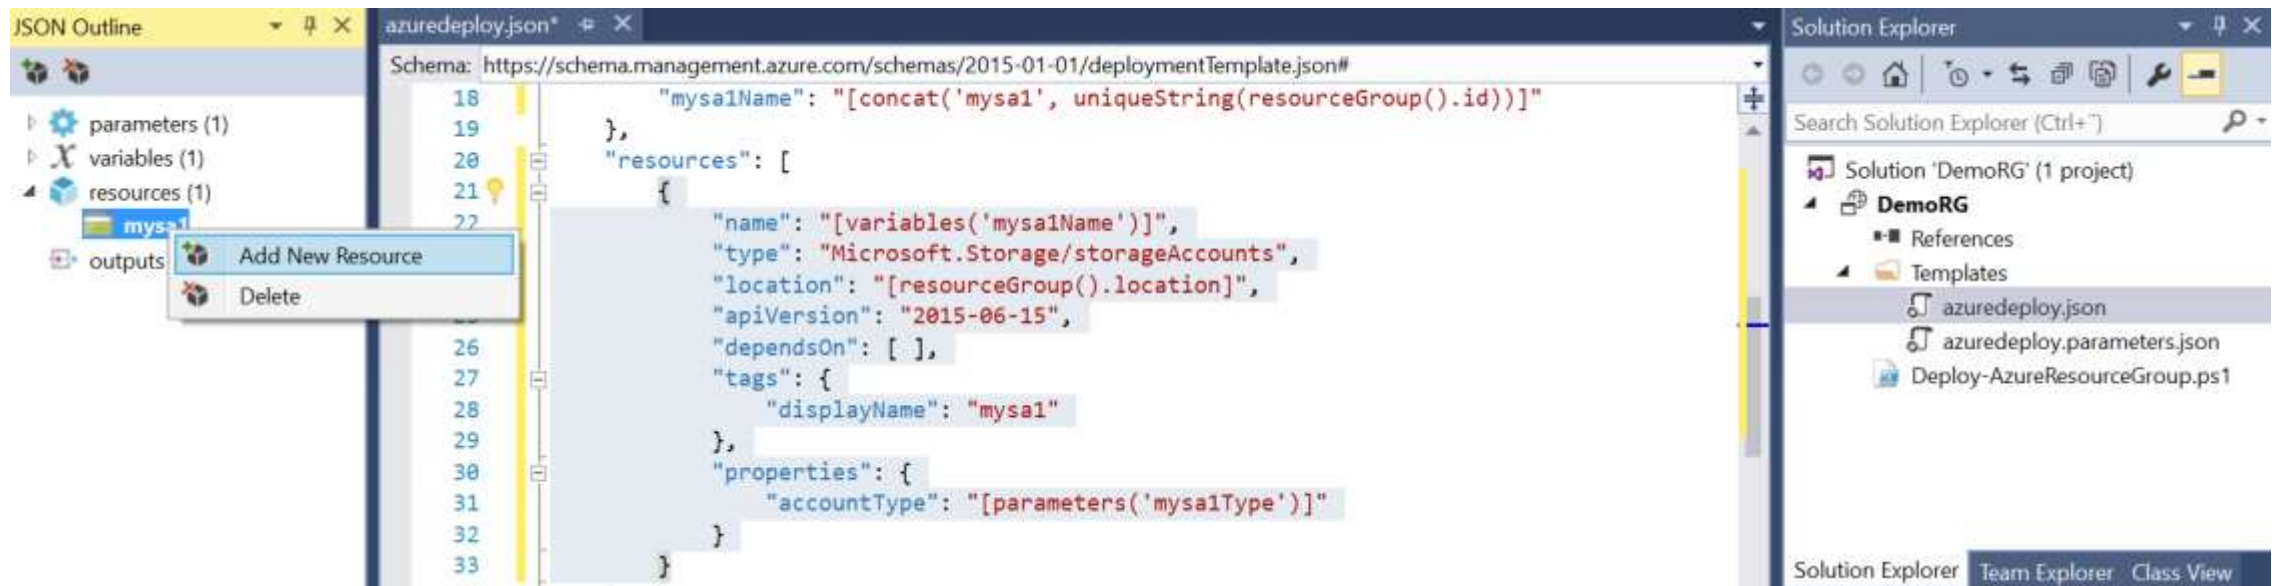 JSON Outline
parameters (1)
variables (1)
resources (1)
mysa1
outputs
Add New Resource
Delete
azuredeploy.json*
Schema: https://schema.management.azure.com/schemas/2015-01-01/deploymentTemplate.json#
18 "mysa1Name": "[concat('mysa1', uniqueString(resourceGroup().id))]"
19 },
20 "resources": [
21 {
22 "name": "[variables('mysa1Name')]",
"type": "Microsoft.Storage/storageAccounts",
"location": "[resourceGroup().location]",
"apiVersion": "2015-06-15",
26 "dependsOn": [ ],
27 "tags": {
28 "displayName": "mysa1"
29 },
30 "properties": {
31 "accountType": "[parameters('mysa1Type')]"
32 }
33 }
Solution Explorer
Search Solution Explorer (Ctrl+¨)
Solution 'DemoRG' (1 project)
DemoRG
References
Templates
azuredeploy.json
azuredeploy.parameters.json
Deploy-AzureResourceGroup.ps1
Solution Explorer Team Explorer Class View